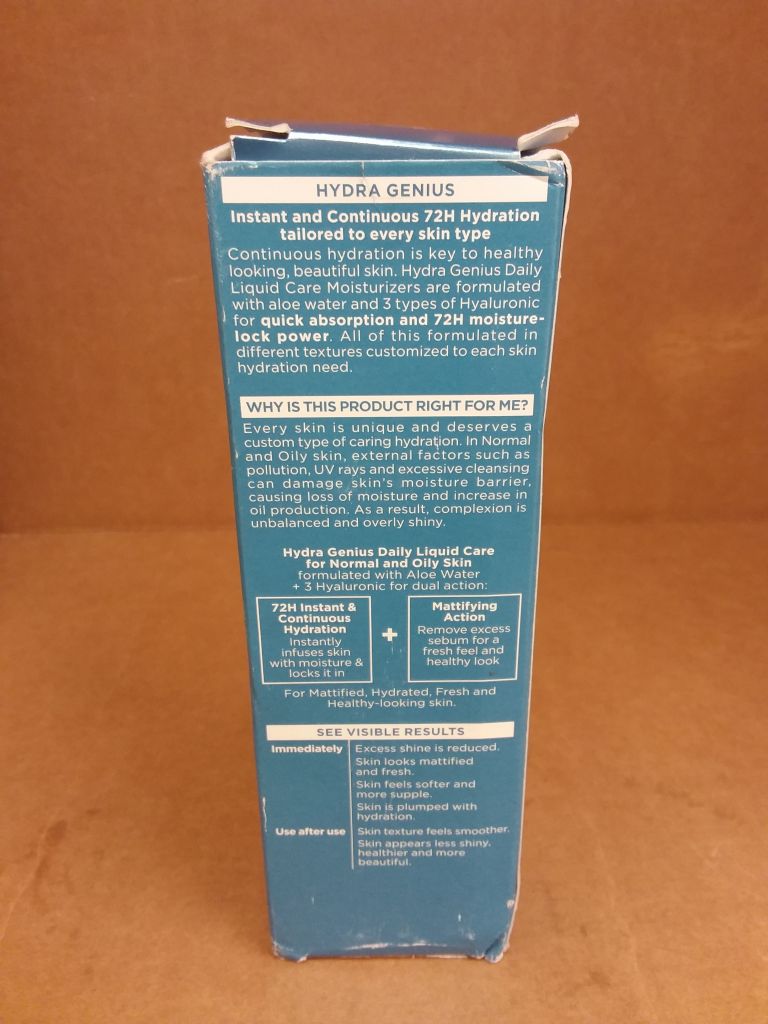 HYDRA GENIUS
Instant and Continuous 72H Hydration
tailored to every skin type
Continuous hydration is key to healthy
looking, beautiful skin. Hydra Genius Daily
Liquid Care Moisturizers are formulated
with aloe water and 3 types of Hyaluronic
for quick absorption and 72H moisture-
lock power. All of this formulated in
different textures customized to each skin
hydration need.
WHY IS THIS PRODUCT RIGHT FOR ME?
Every skin is unique and deserves a
custom type of caring hydration. In Normal
and Oily skin, external factors such as
pollution, UV rays and excessive cleansing
can damage skin's moisture barrier,
causing loss of moisture and increase in
oil production. As a result, complexion is
unbalanced and overly shiny.
Hydra Genius Daily Liquid Care
for Normal and Oily Skin
formulated with Aloe Water
+ 3 Hyaluronic for dual action:
72H Instant &
Continuous
Hydration
Instantly
infuses skin
with moisture &
locks it in
+
Mattifying
Action
Remove excess
sebum for a
fresh feel and
healthy look
For Mattified, Hydrated, Fresh and
Healthy-looking skin.
SEE VISIBLE RESULTS
Immediately Excess shine is reduced.
Skin looks mattified
and fresh.
Skin feels softer and
more supple.
Skin is plumped with
hydration.
Use after use Skin texture feels smoother.
Skin appears less shiny,
healthier and more
beautiful.